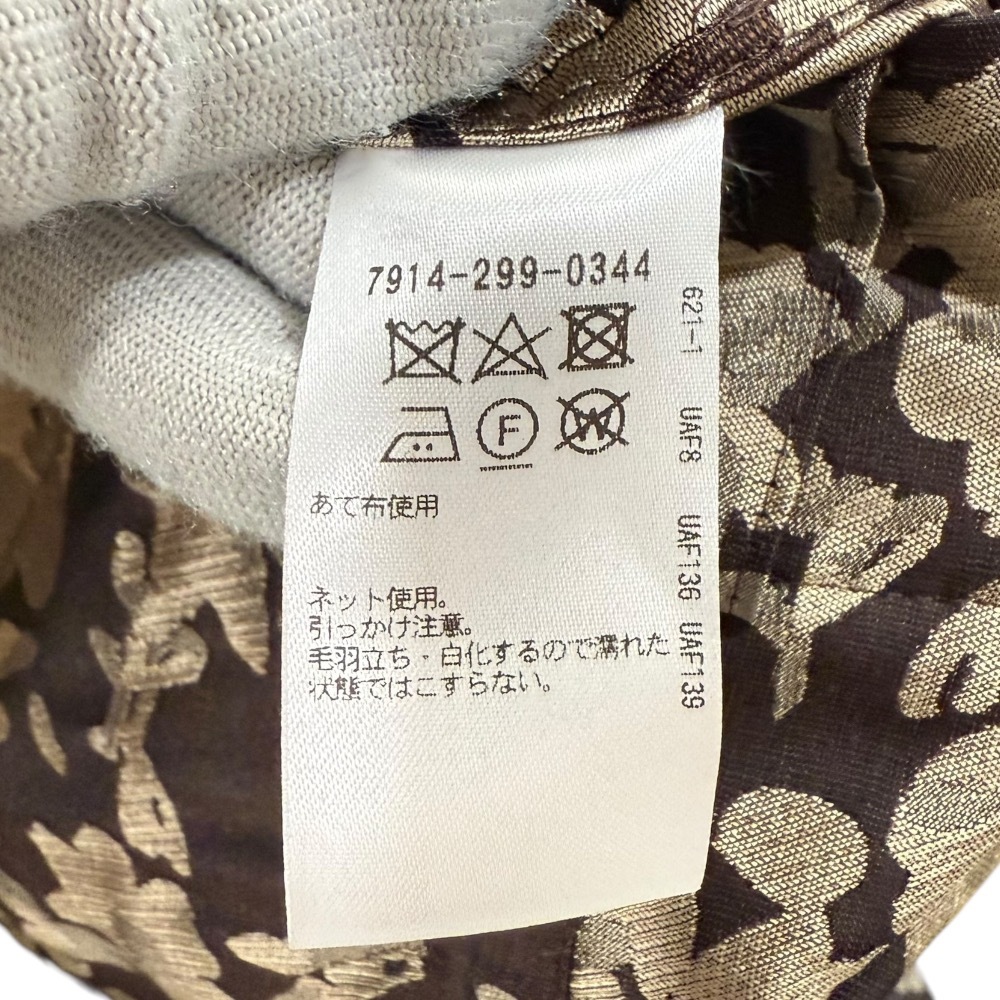 7914-299-0344
F
W
あて布使用
ネット使用。
引っかけ注意。
毛羽立ち・白化するので濡れた
状態ではこすらない。
621-1 UAF8 UAF136 UAF139